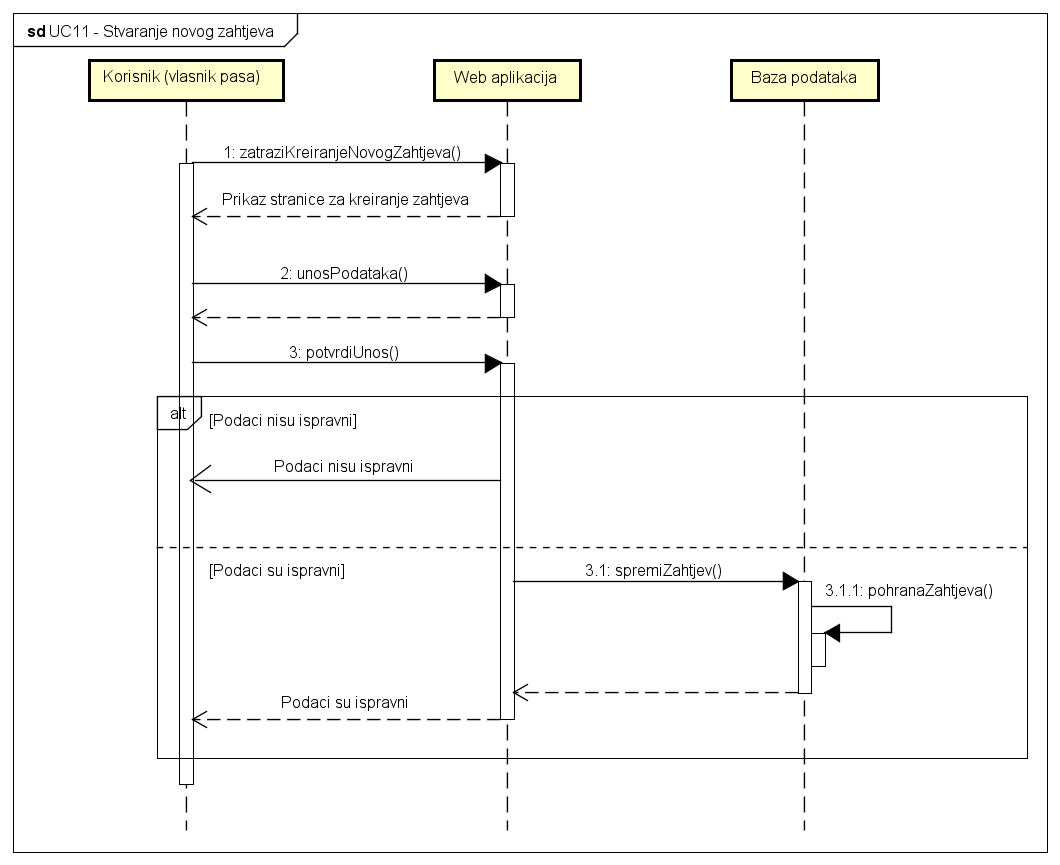 sd UC11 - Stvaranje novog zahtjeva
Korisnik (vlasnik pasa)
Web aplikacija
Baza podataka
1: zatraziKreiranjeNovogZahtjeva()
Prikaz stranice za kreiranje zahtjeva
2: unosPodataka()
3: potvrdiUnos()
alt
[Podaci nisu ispravni]
Podaci nisu ispravni
[Podaci su ispravni]
3.1: spremiZahtjev()
3.1.1: pohranaZahtjeva()
Podaci su ispravni